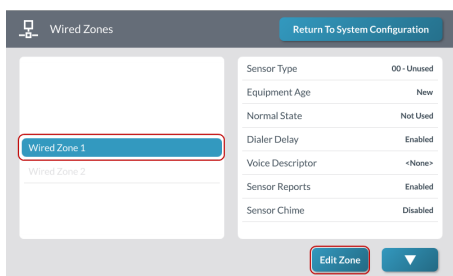 Wired Zones
Return To System Configuration
Wired Zone 1
Wired Zone 2
Sensor Type 00 - Unused
Equipment Age New
Normal State Not Used
Dialer Delay Enabled
Voice Descriptor <None>
Sensor Reports Enabled
Sensor Chime Disabled
Edit Zone